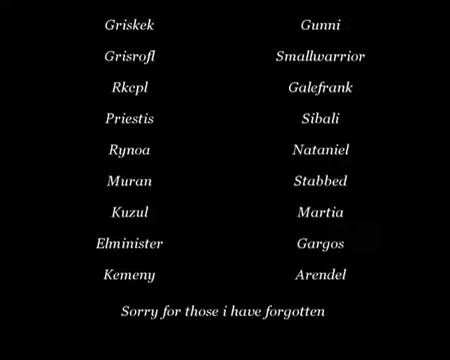 Griskek Gunni
Grisrofl Smallwarrior
Rkcpl Galefrank
Priestis Sibali
Rynoa Nataniel
Muran Stabbed
Kuzul Martia
Elminister Gargos
Kemeny Arendel
Sorry for those i have forgotten